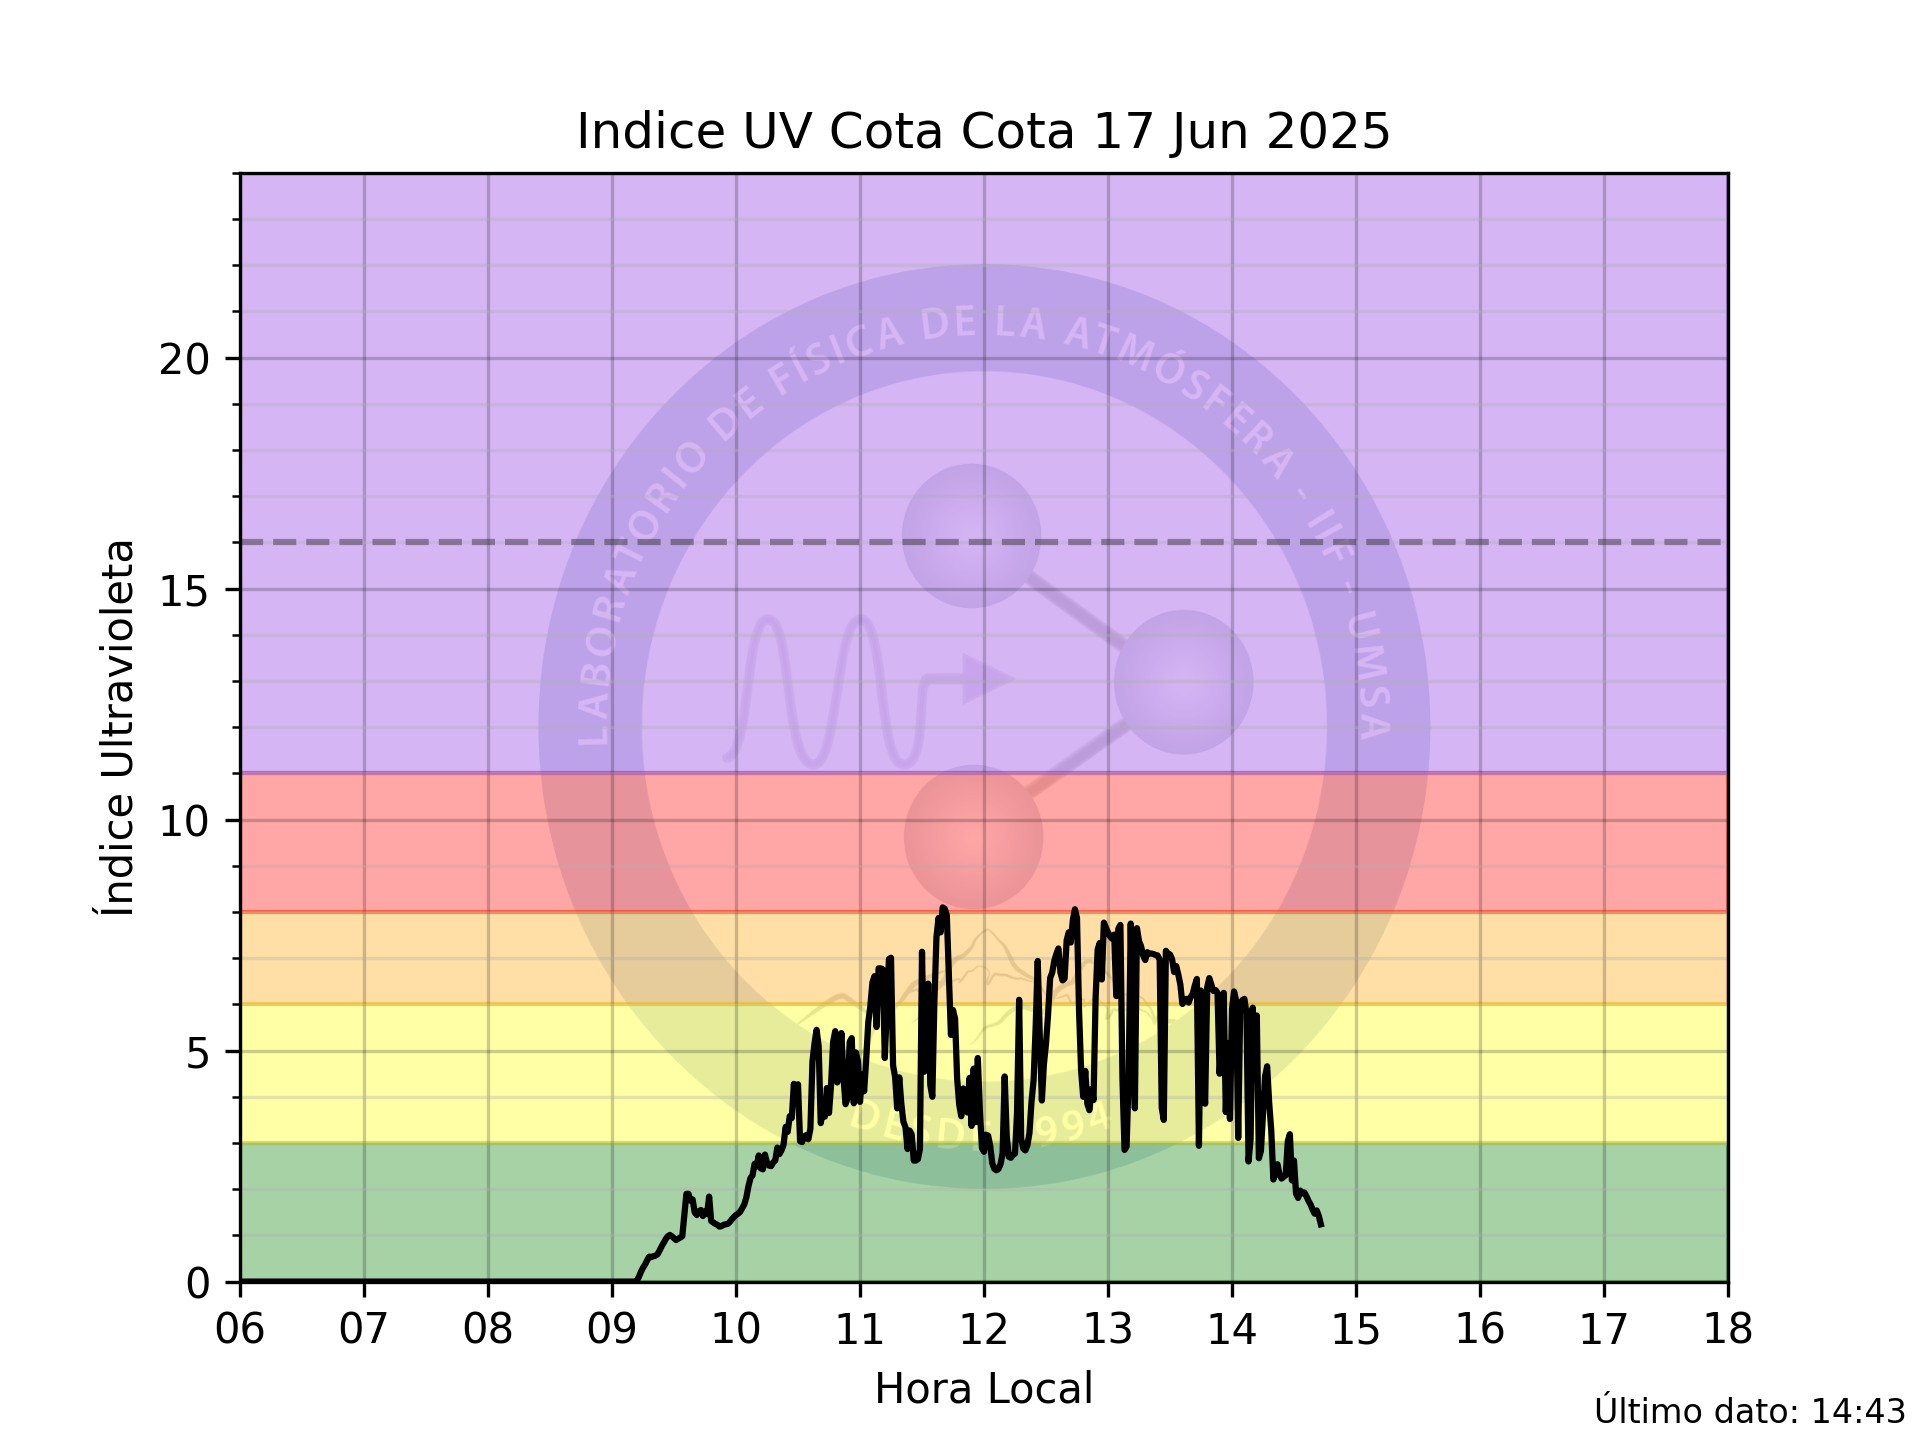 Indice UV Cota Cota 17 Jun 2025
LABORATORIO DE FÍSICA DE LA ATMÓSFERA - IIF - UMSA
20
15
10
5
0
Índice Ultravioleta
06 07 08 09 10 11 12 13 14 15 16 17 18
Hora Local
Último dato: 14:43